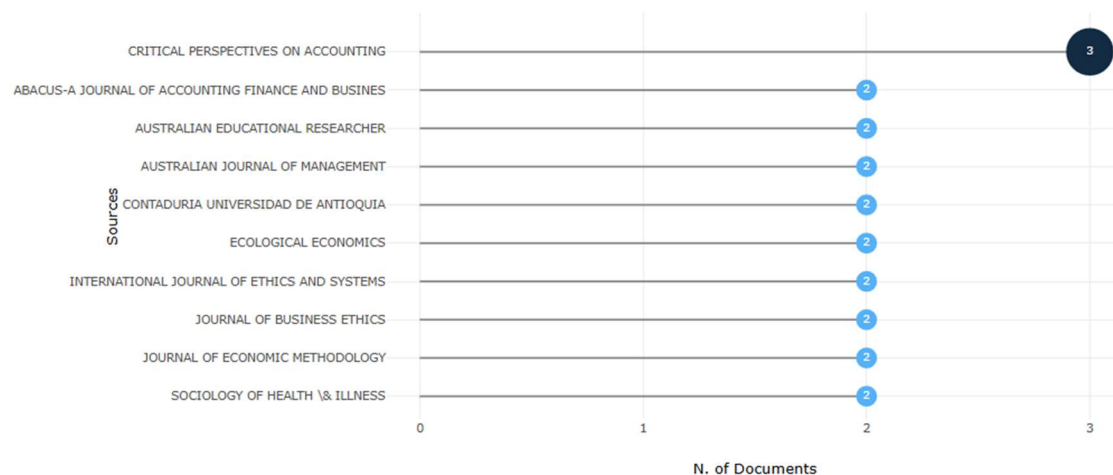 CRITICAL PERSPECTIVES ON ACCOUNTING
3
ABACUS-A JOURNAL OF ACCOUNTING FINANCE AND BUSINES
2
AUSTRALIAN EDUCATIONAL RESEARCHER
2
AUSTRALIAN JOURNAL OF MANAGEMENT
2
CONTADURIA UNIVERSIDAD DE ANTIOQUIA
2
ECOLOGICAL ECONOMICS
2
INTERNATIONAL JOURNAL OF ETHICS AND SYSTEMS
2
JOURNAL OF BUSINESS ETHICS
2
JOURNAL OF ECONOMIC METHODOLOGY
2
SOCIOLOGY OF HEALTH \& ILLNESS
2
Sources
0 1 2 3
N. of Documents